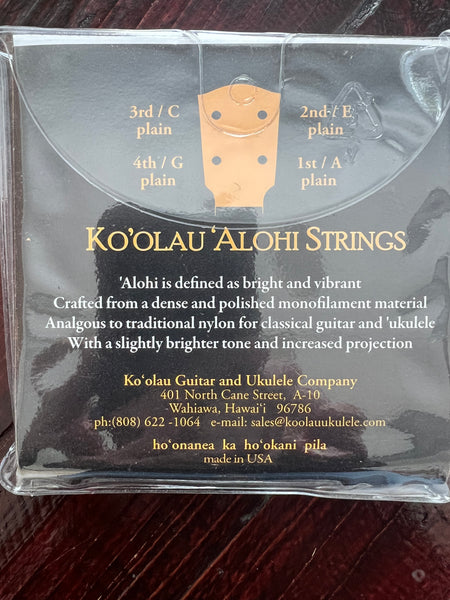 3rd / C 2nd / E
plain plain
4th / G 1st / A
plain plain
KO'OLAU ‘ALOHI STRINGS
'Alohi is defined as bright and vibrant
Crafted from a dense and polished monofilament material
Analgous to traditional nylon for classical guitar and 'ukulele
With a slightly brighter tone and increased projection
Ko‘olau Guitar and Ukulele Company
401 North Cane Street, A-10
Wahiawa, Hawai‘i 96786
ph:(808) 622 -1064 e-mail: sales@koolauukulele.com
ho‘onanea ka ho‘okani pila
made in USA